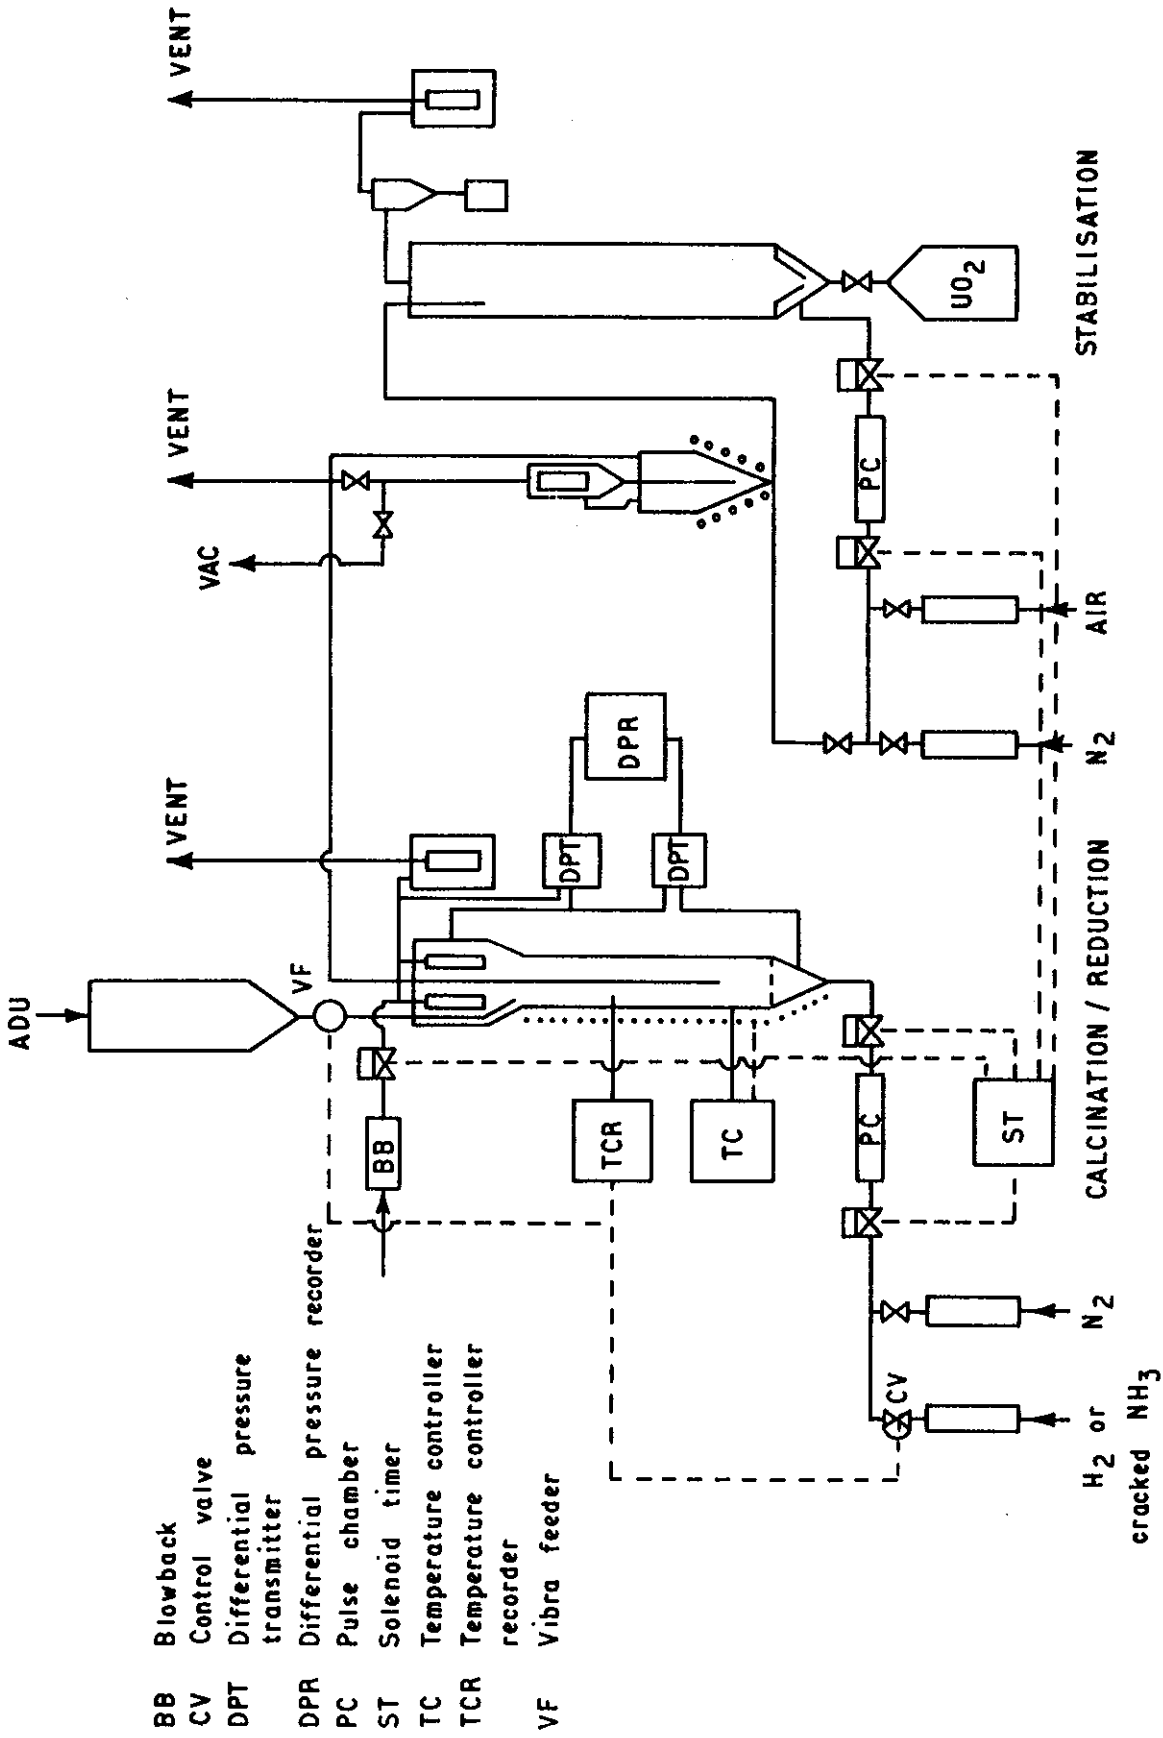 BB Blowback
CV Control valve
DPT Differential pressure
transmitter
DPR Differential pressure recorder
PC Pulse chamber
ST Solenoid timer
TC Temperature controller
TCR Temperature controller
recorder
VF Vibra feeder
ADU
VF
BB
TCR
TC
PC
ST
CV
H2 or
cracked NH3
N2
CALCINATION / REDUCTION
VENT
DPT
DPT
DPR
VAC
VENT
N2
AIR
PC
VENT
UO2
STABILISATION